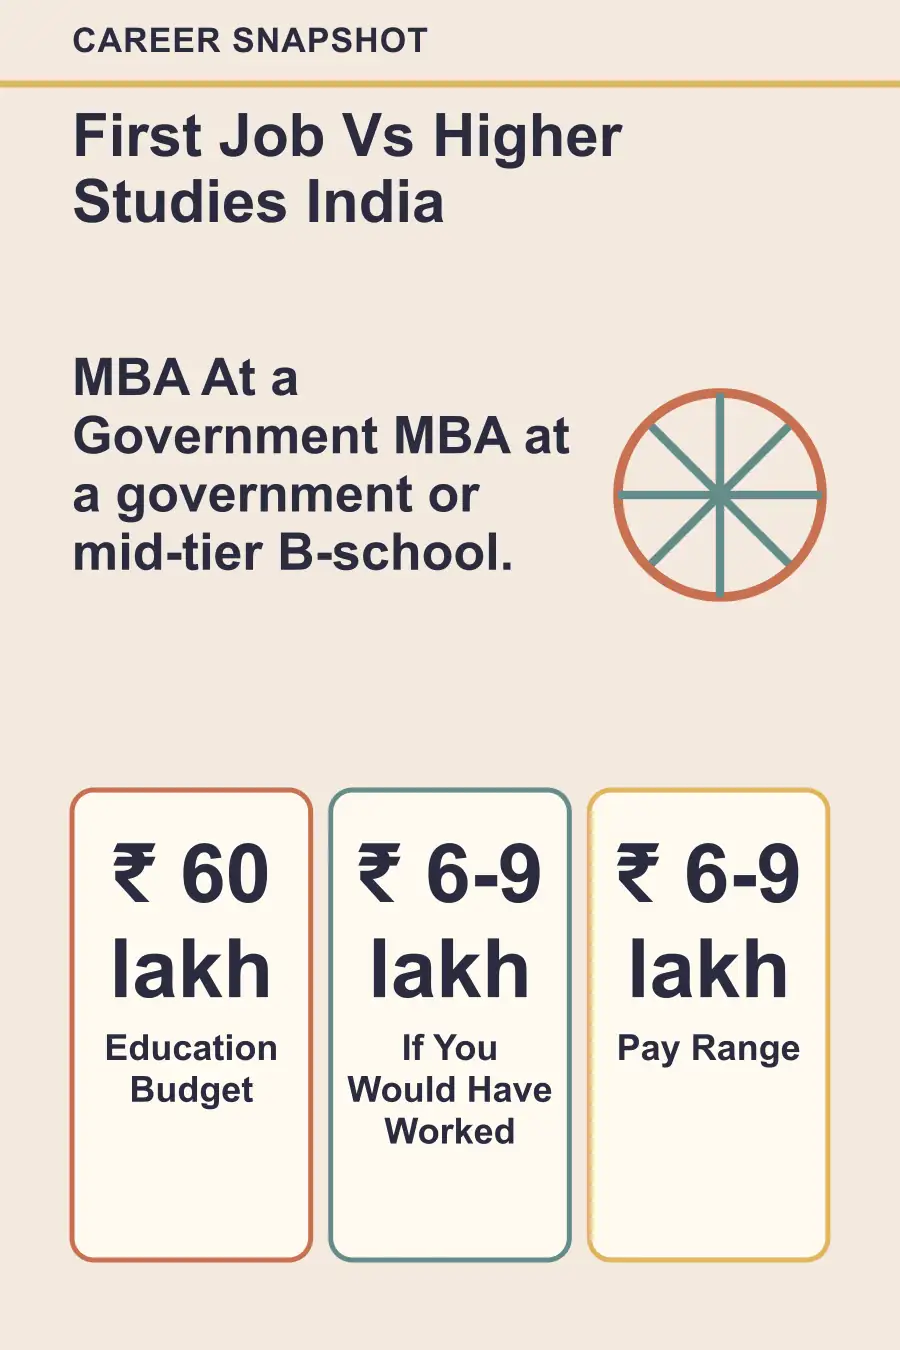 CAREER SNAPSHOT
First Job Vs Higher
Studies India
MBA At a
Government MBA at
a government or
mid-tier B-school.
₹ 60
lakh
Education
Budget
₹ 6-9
lakh
If You
Would Have
Worked
₹ 6-9
lakh
Pay Range